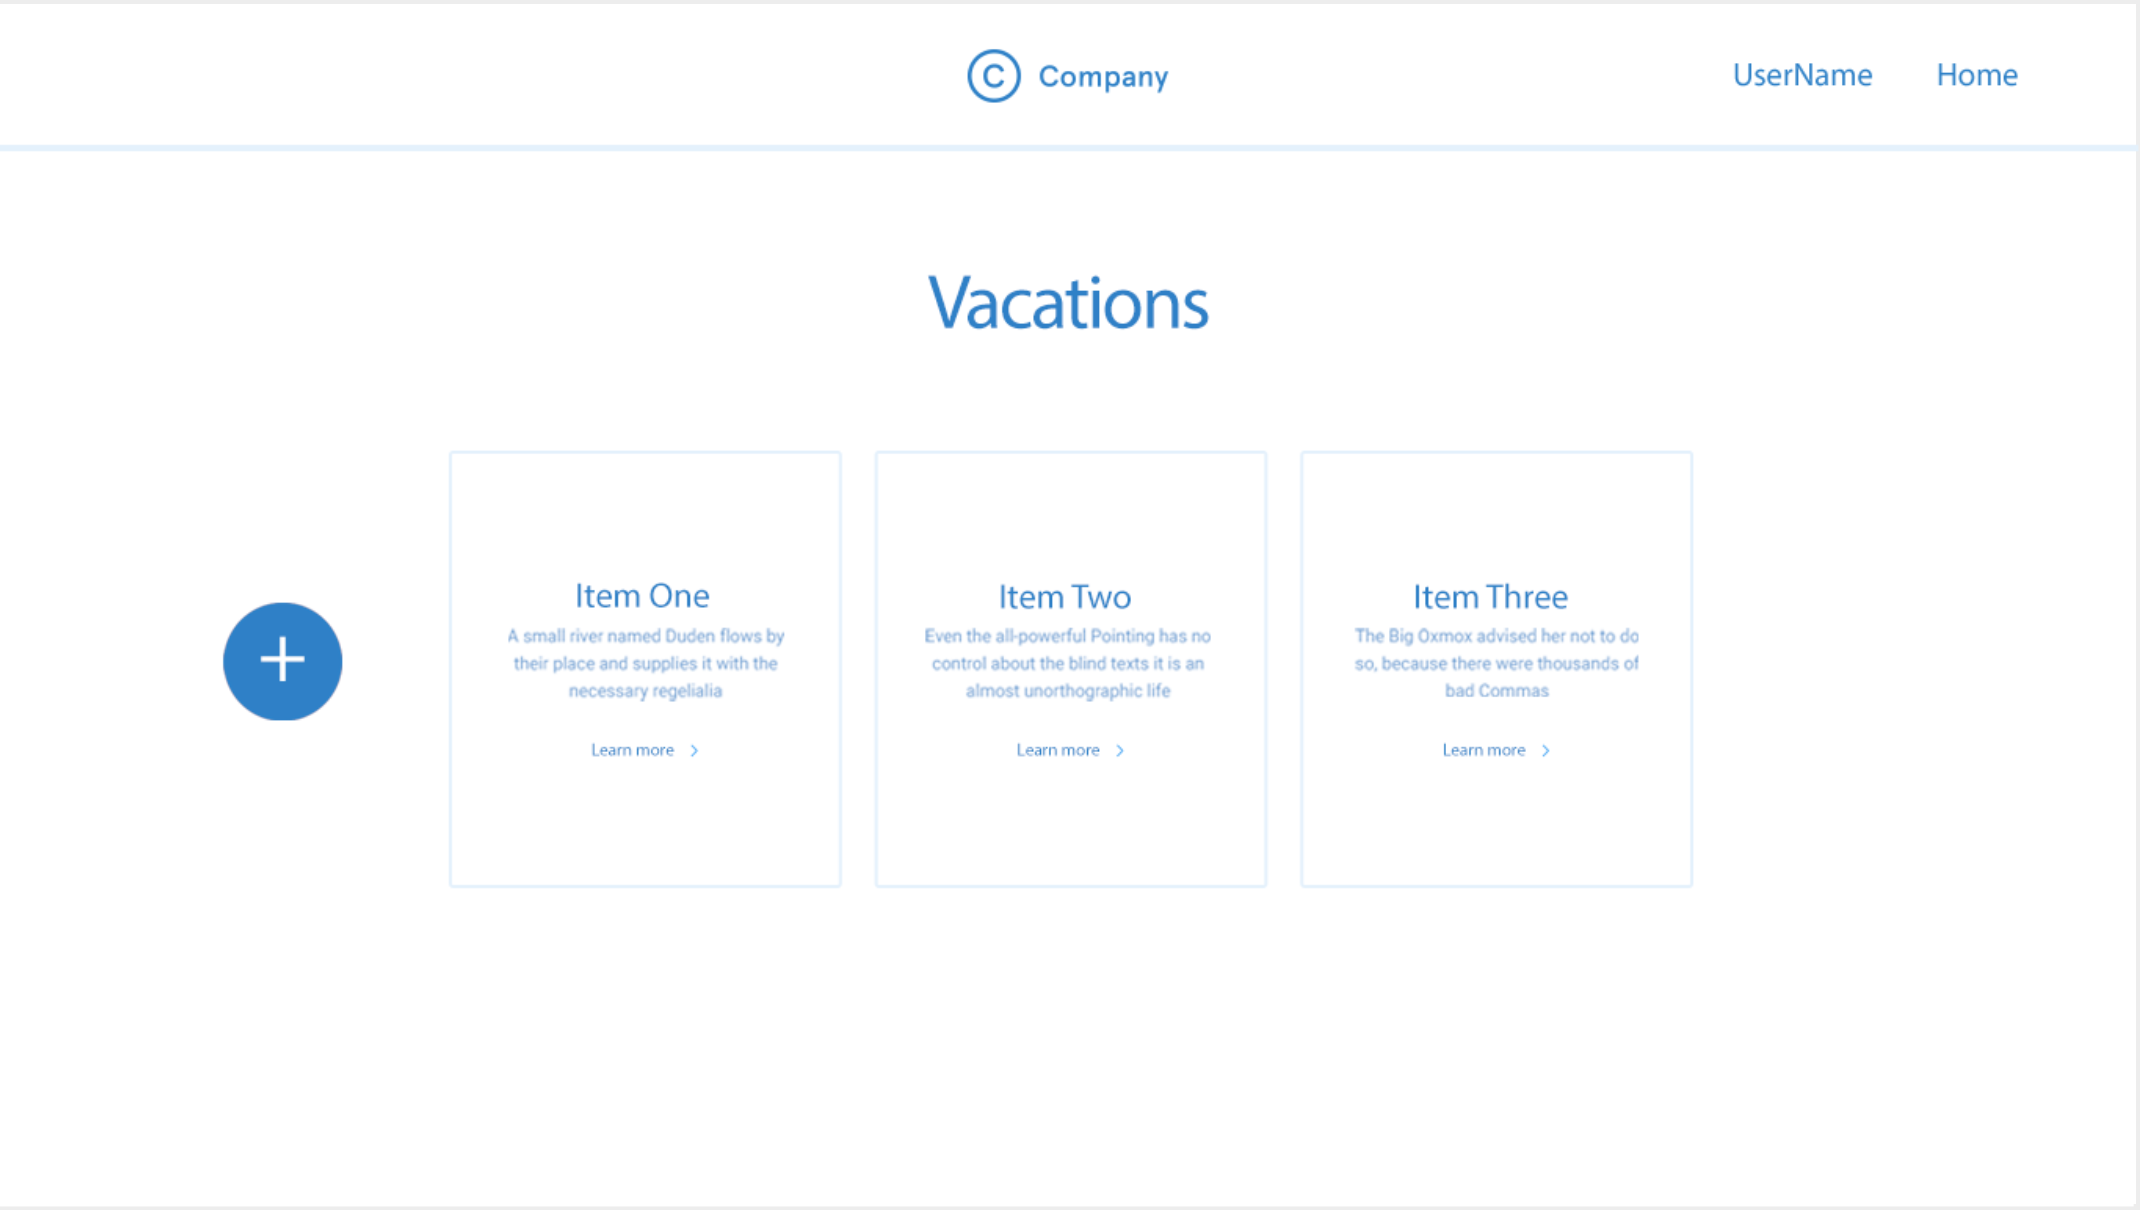 C Company
UserName
Home
Vacations
+
Item One
A small river named Duden flows by
their place and supplies it with the
necessary regelialia
Learn more >
Item Two
Even the all-powerful Pointing has no
control about the blind texts it is an
almost unorthographic life
Learn more >
Item Three
The Big Oxmox advised her not to do
so, because there were thousands of
bad Commas
Learn more >